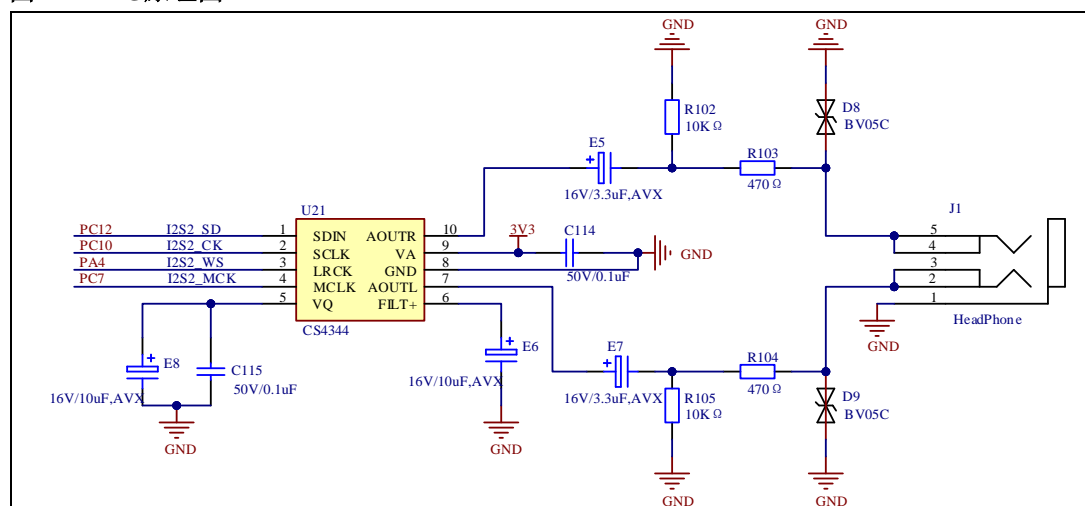 GND
GND
R102
10KΩ
D8
BV05C
E5
+
16V/3.3uF,AVX
R103
470Ω
J1
U21
PC12 I2S2_SD 1 SDIN AOUTR 10
PC10 I2S2_CK 2 SCLK VA 9
PA4 I2S2_WS 3 LRCK GND 8
PC7 I2S2_MCK 4 MCLK AOUTL 7
5 VQ FILT+ 6
CS4344
3V3
C114
50V/0.1uF
GND
5
4
3
2
1
HeadPhone
GND
+
E8
16V/10uF,AVX
C115
50V/0.1uF
GND
+
E6
16V/10uF,AVX
GND
E7
+
16V/3.3uF,AVX
R104
470Ω
R105
10KΩ
D9
BV05C
GND
GND